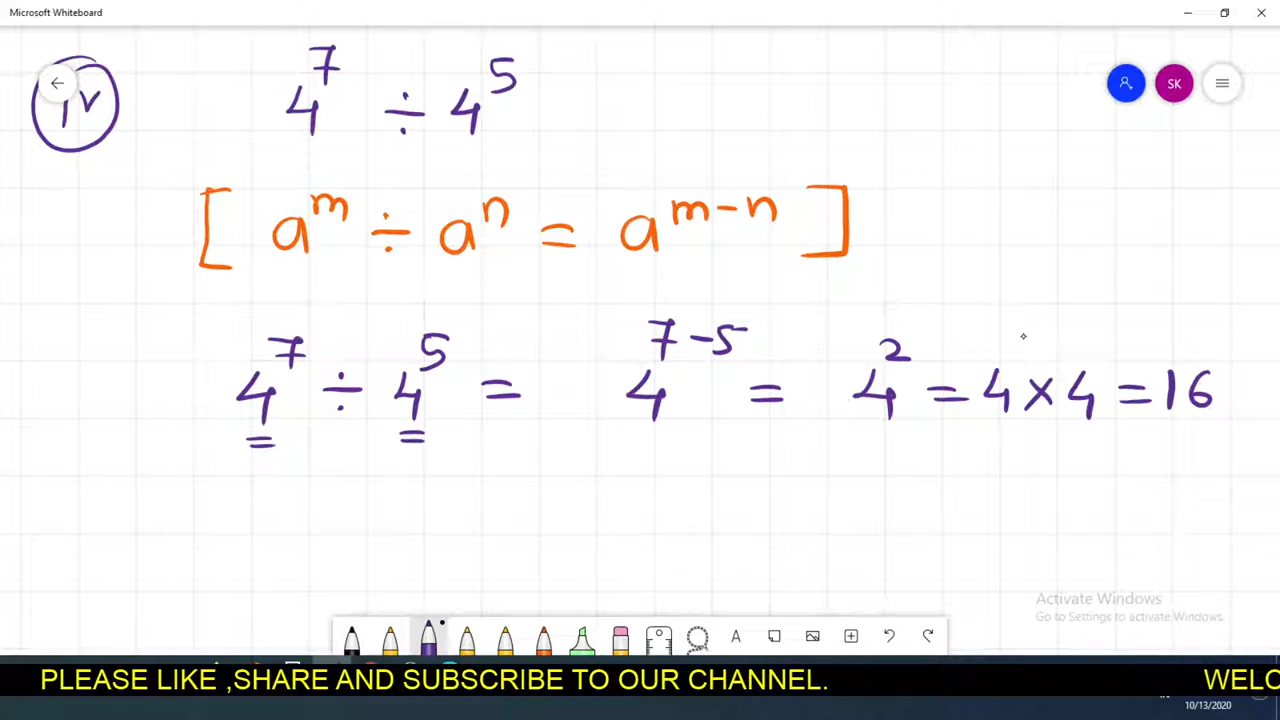 Microsoft Whiteboard
iv
4^7 ÷ 4^5
SK
[ a^m ÷ a^n = a^{m-n} ]
4^7 ÷ 4^5 = 4^{7-5} = 4^2 = 4 × 4 = 16
Activate Windows
Go to Settings to activate Windows.
A
PLEASE LIKE ,SHARE AND SUBSCRIBE TO OUR CHANNEL.
WELC
10/13/2020